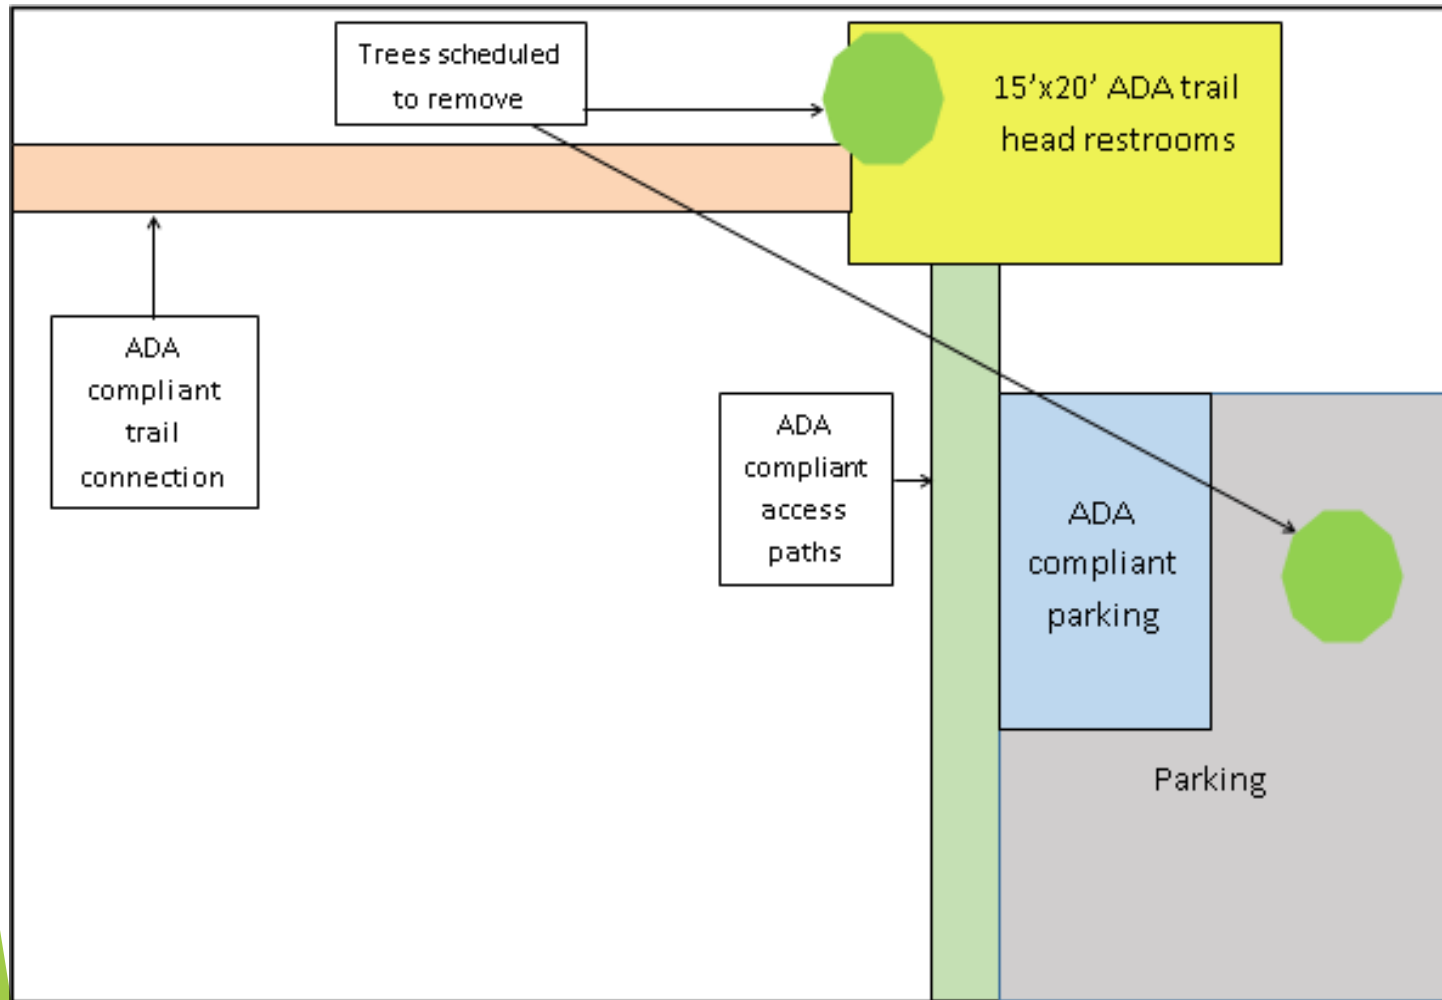 Trees scheduled
to remove
15’x20’ ADA trail
head restrooms
ADA
compliant
trail
connection
ADA
compliant
access
paths
ADA
compliant
parking
Parking